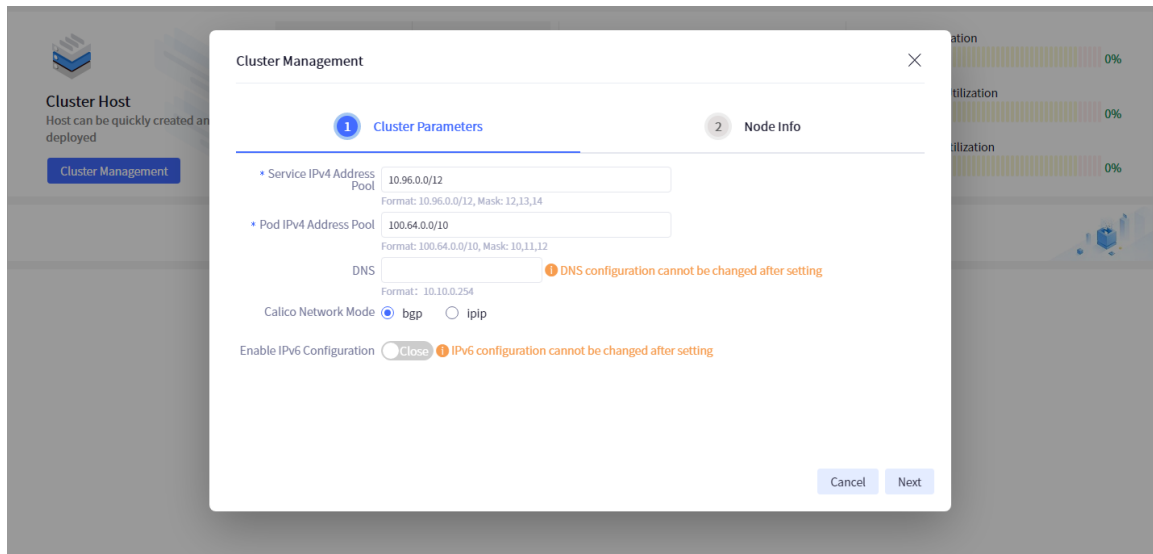 Cluster Host
Host can be quickly created an
deployed
Cluster Management
ation
0%
tilization
0%
tilization
0%
Cluster Management
1 Cluster Parameters
2 Node Info
* Service IPv4 Address
Pool
10.96.0.0/12
Format: 10.96.0.0/12, Mask: 12,13,14
* Pod IPv4 Address Pool 100.64.0.0/10
Format: 100.64.0.0/10, Mask: 10,11,12
DNS DNS configuration cannot be changed after setting
Format: 10.10.0.254
Calico Network Mode bgp ipip
Enable IPv6 Configuration Close IPv6 configuration cannot be changed after setting
Cancel Next